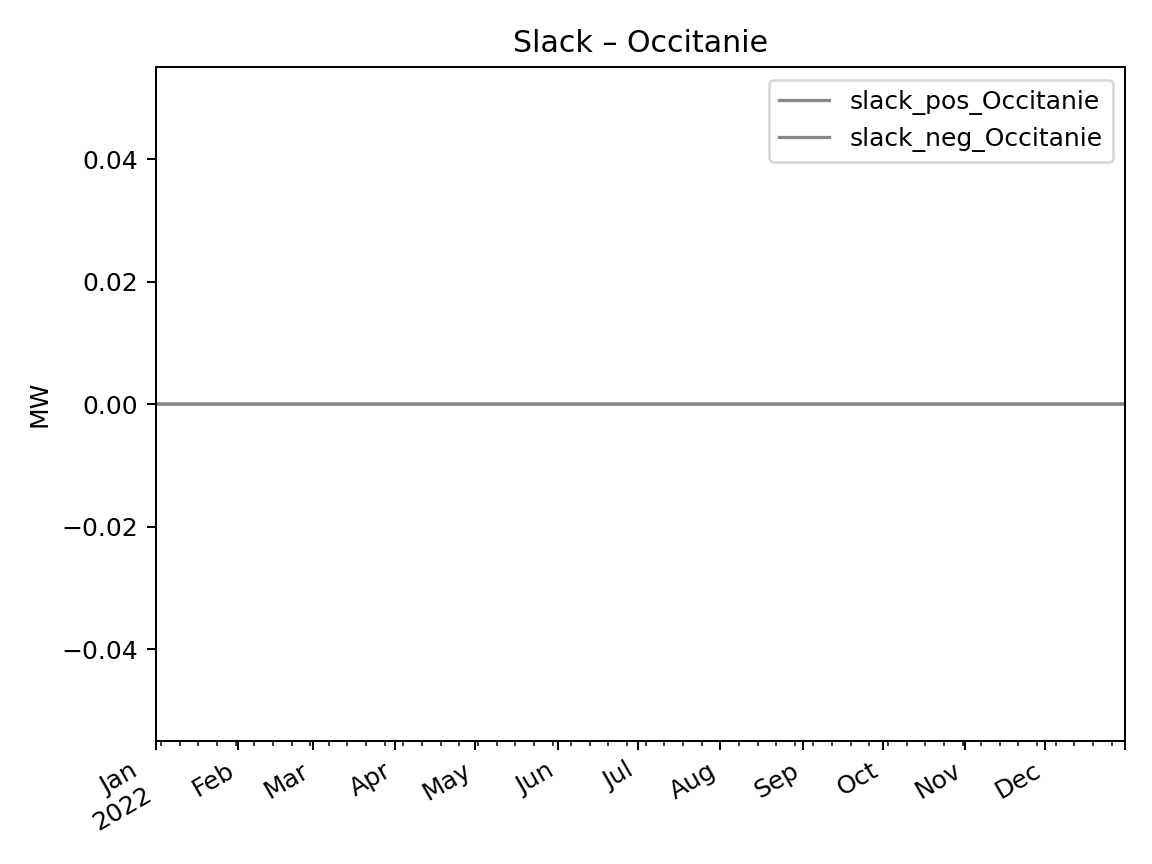 Slack – Occitanie
slack_pos_Occitanie
slack_neg_Occitanie
MW
0.04
0.02
0.00
−0.02
−0.04
Jan
2022
Feb
Mar
Apr
May
Jun
Jul
Aug
Sep
Oct
Nov
Dec